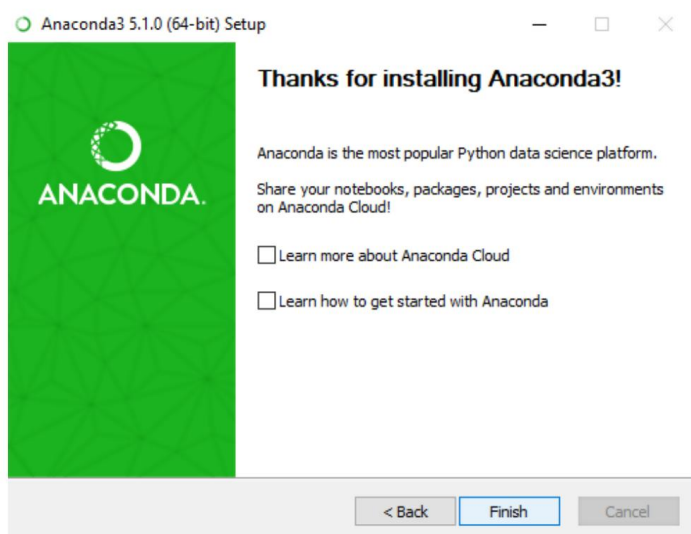 Anaconda3 5.1.0 (64-bit) Setup
Thanks for installing Anaconda3!
ANACONDA.
Anaconda is the most popular Python data science platform.
Share your notebooks, packages, projects and environments
on Anaconda Cloud!
Learn more about Anaconda Cloud
Learn how to get started with Anaconda
< Back
Finish
Cancel